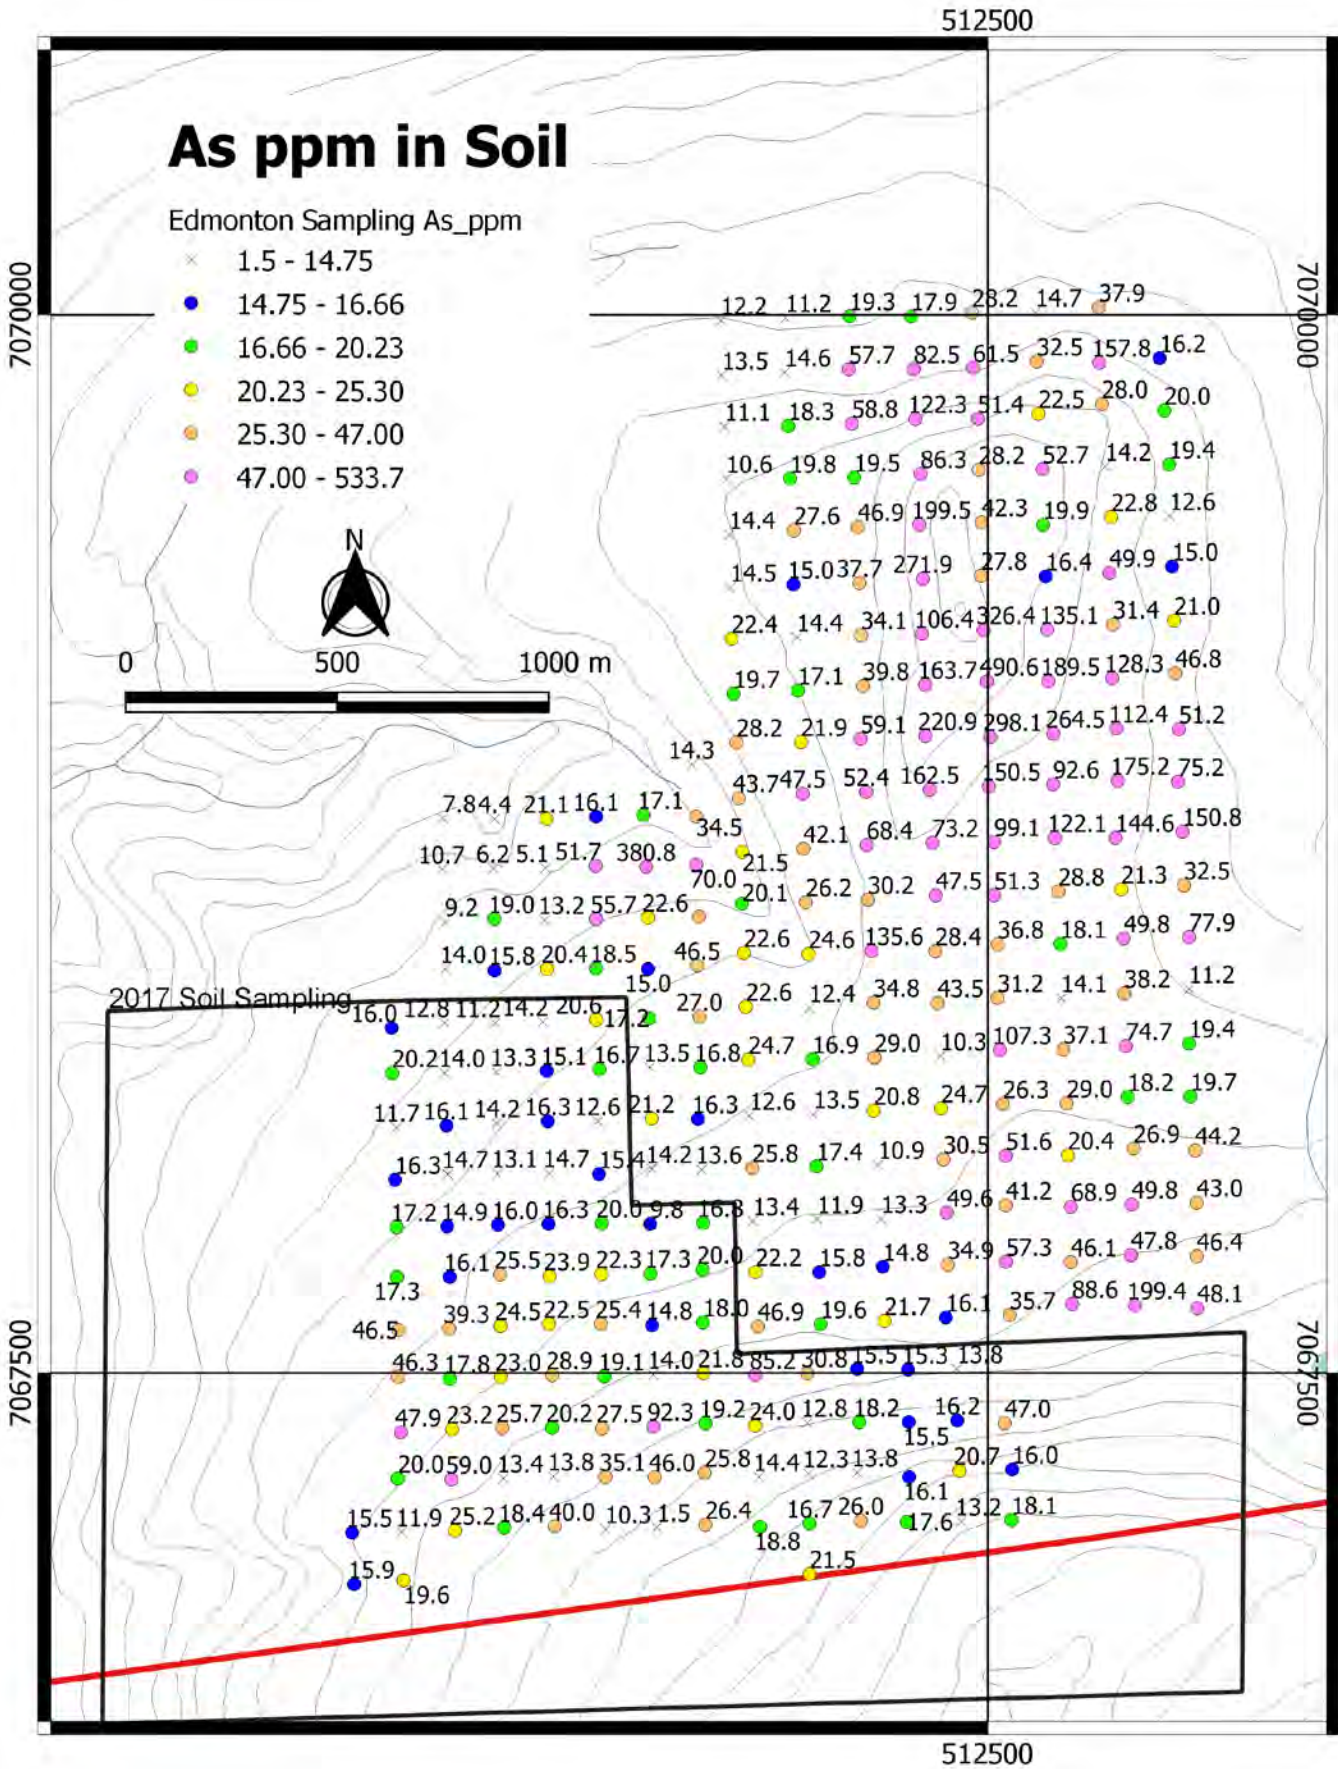 512500
As ppm in Soil
Edmonton Sampling As_ppm
1.5 - 14.75
14.75 - 16.66
16.66 - 20.23
20.23 - 25.30
25.30 - 47.00
47.00 - 533.7
N
0 500 1000 m
7070000
7070000
12.2 11.2 19.3 17.9 28.2 14.7 37.9
13.5 14.6 57.7 82.5 61.5 32.5 157.8 16.2
11.1 18.3 58.8 122.3 51.4 22.5 28.0 20.0
10.6 19.8 19.5 86.3 28.2 52.7 14.2 19.4
14.4 27.6 46.9 199.5 42.3 19.9 22.8 12.6
14.5 15.0 37.7 271.9 27.8 16.4 49.9 15.0
22.4 14.4 34.1 106.4 326.4 135.1 31.4 21.0
19.7 17.1 39.8 163.7 490.6 189.5 128.3 46.8
28.2 21.9 59.1 220.9 298.1 264.5 112.4 51.2
14.3
43.7 47.5 52.4 162.5 150.5 92.6 175.2 75.2
7.8 4.4 21.1 16.1 17.1
34.5 42.1 68.4 73.2 99.1 122.1 144.6 150.8
10.7 6.2 5.1 51.7 380.8 21.5
70.0 20.1 26.2 30.2 47.5 51.3 28.8 21.3 32.5
9.2 19.0 13.2 55.7 22.6
14.0 15.8 20.4 18.5 46.5 22.6 24.6 135.6 28.4 36.8 18.1 49.8 77.9
15.0
2017 Soil Sampling
16.0 12.8 11.2 14.2 20.6 17.2 27.0 22.6 12.4 34.8 43.5 31.2 14.1 38.2 11.2
20.2 14.0 13.3 15.1 16.7 13.5 16.8 24.7 16.9 29.0 10.3 107.3 37.1 74.7 19.4
11.7 16.1 14.2 16.3 12.6 21.2 16.3 12.6 13.5 20.8 24.7 26.3 29.0 18.2 19.7
16.3 14.7 13.1 14.7 15.4 14.2 13.6 25.8 17.4 10.9 30.5 51.6 20.4 26.9 44.2
17.2 14.9 16.0 16.3 20.0 9.8 16.8 13.4 11.9 13.3 49.6 41.2 68.9 49.8 43.0
16.1 25.5 23.9 22.3 17.3 20.0 22.2 15.8 14.8 34.9 57.3 46.1 47.8 46.4
17.3
46.5 39.3 24.5 22.5 25.4 14.8 18.0 46.9 19.6 21.7 16.1 35.7 88.6 199.4 48.1
46.3 17.8 23.0 28.9 19.1 14.0 21.8 85.2 30.8 15.5 15.3 13.8
7067500
7067500
47.9 23.2 25.7 20.2 27.5 92.3 19.2 24.0 12.8 18.2 16.2 47.0
15.5
20.0 59.0 13.4 13.8 35.1 46.0 25.8 14.4 12.3 13.8 20.7 16.0
16.1
15.5 11.9 25.2 18.4 40.0 10.3 1.5 26.4 16.7 26.0 17.6 13.2 18.1
18.8
15.9 21.5
19.6
512500